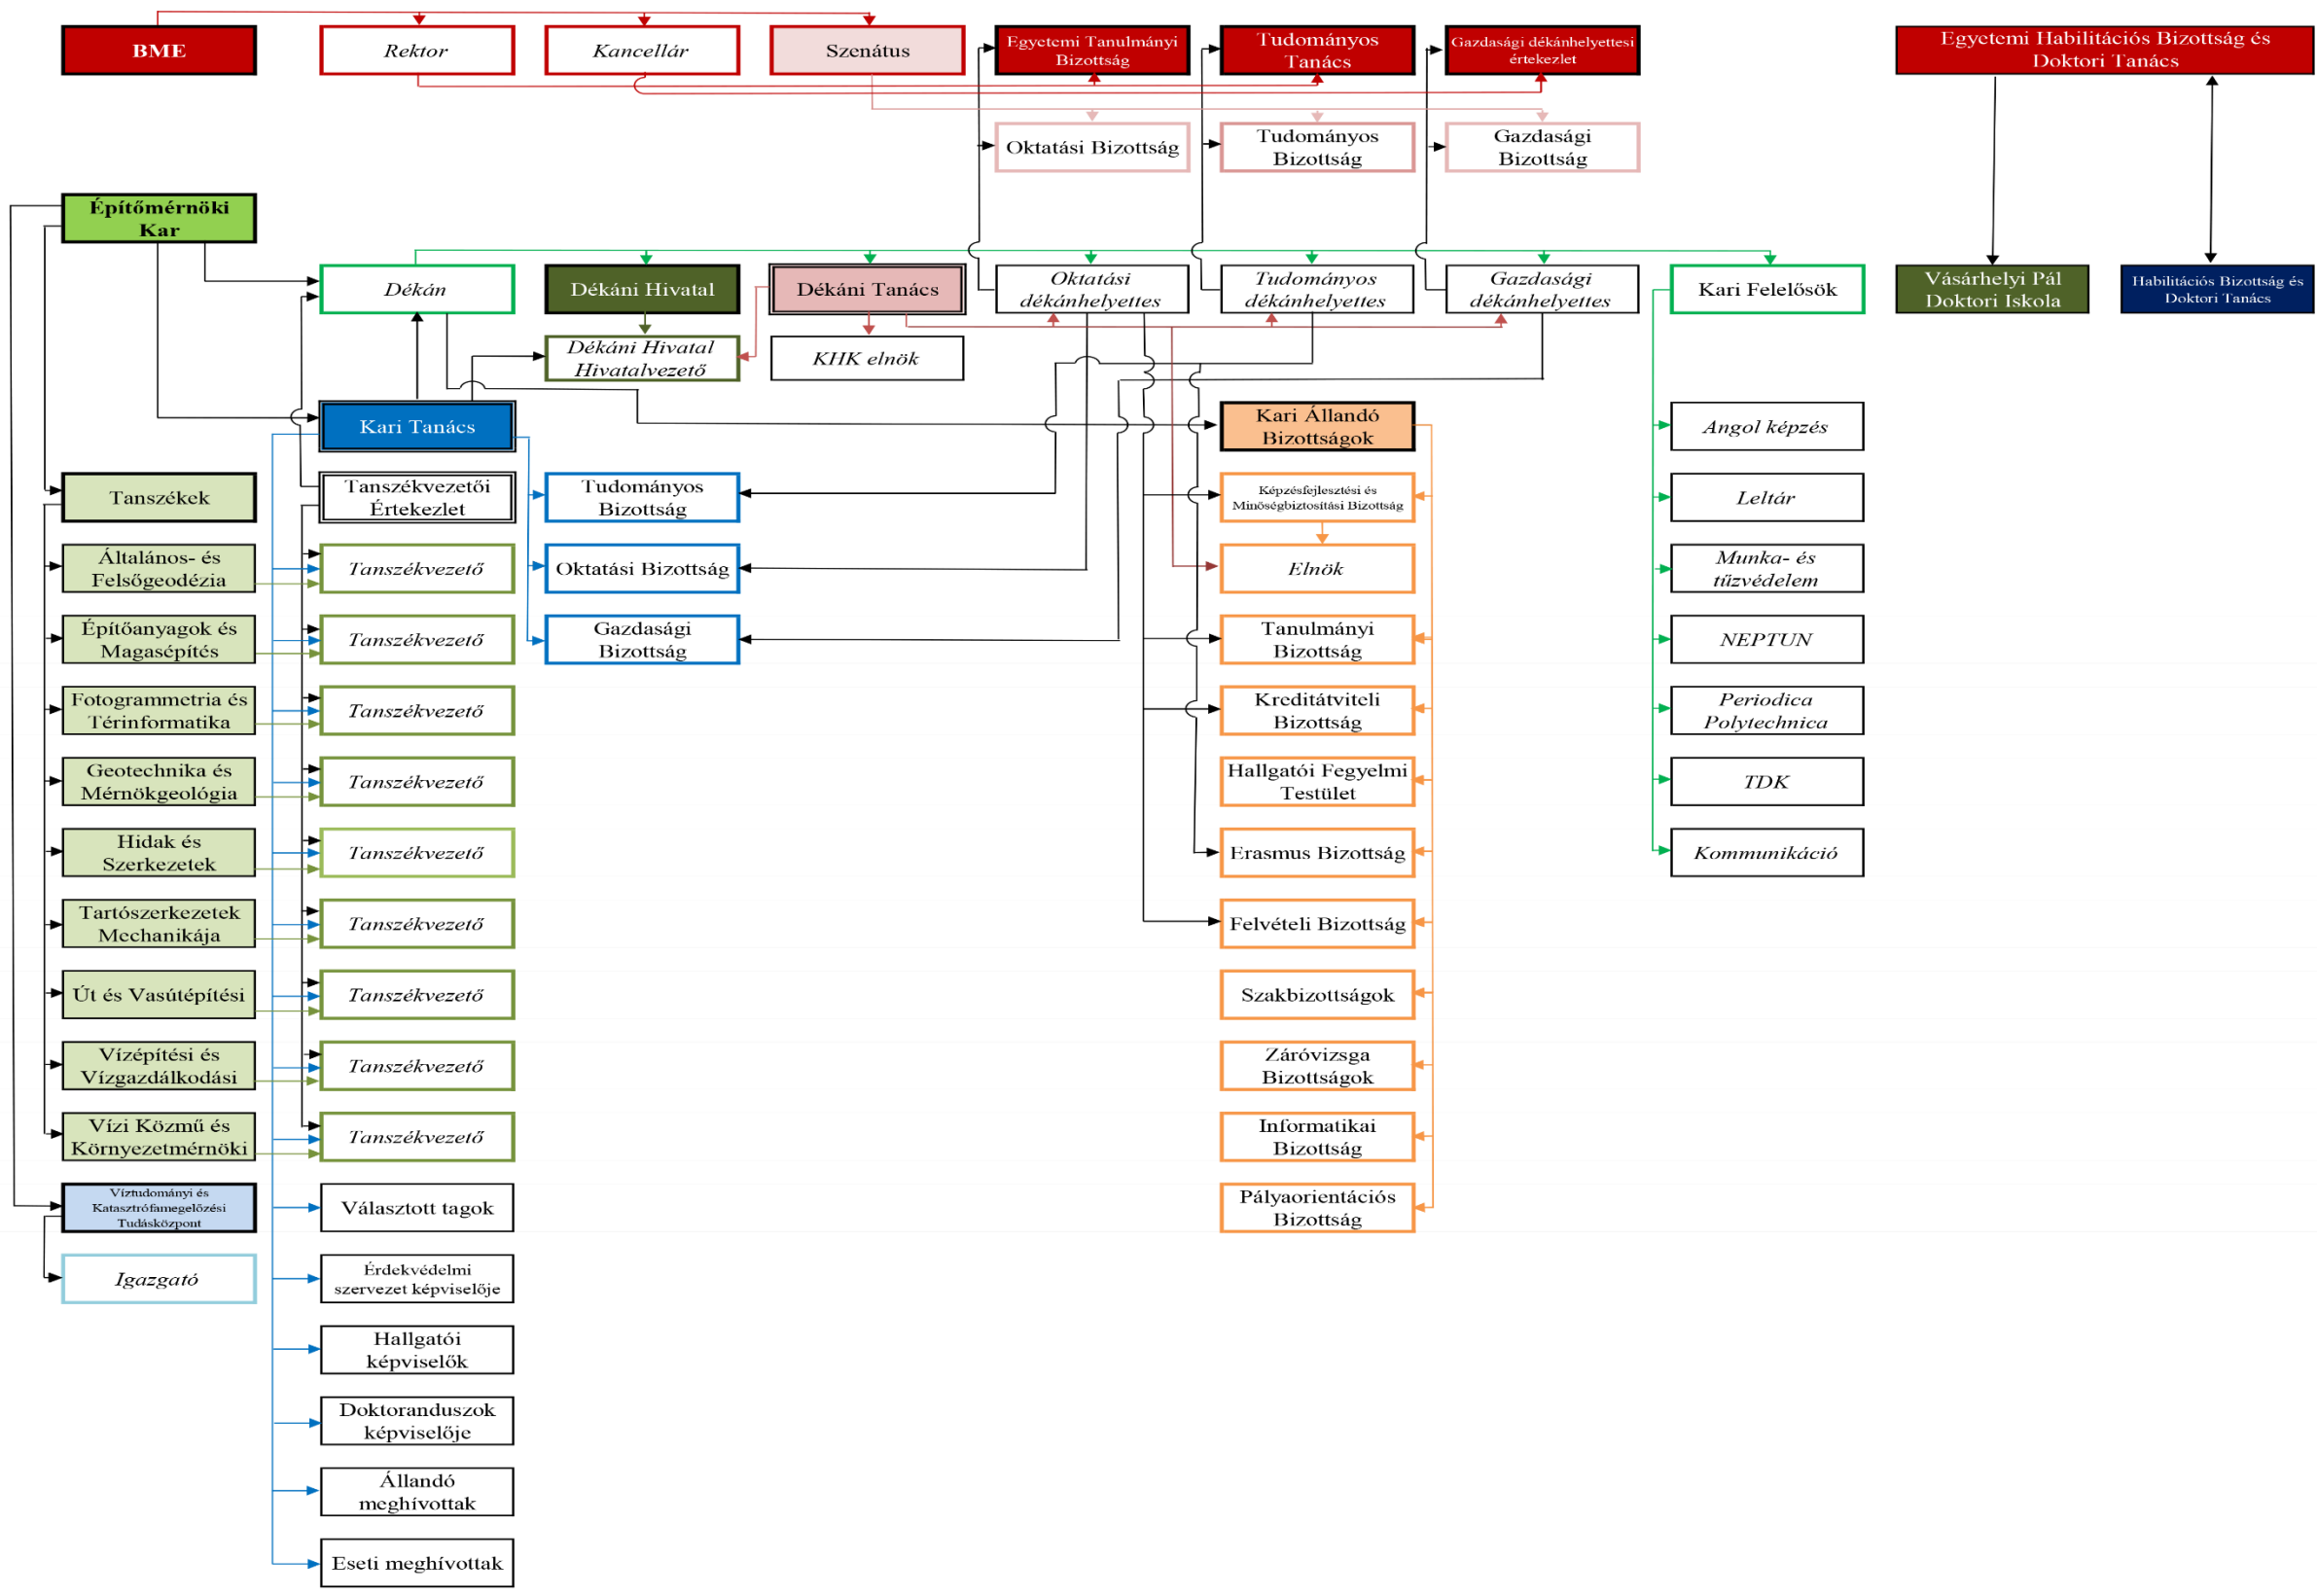 BME
Rektor
Kancellár
Szenátus
Egyetemi Tanulmányi
Bizottság
Tudományos
Tanács
Gazdasági dékánhelyettesi
értekezlet
Egyetemi Habilitációs Bizottság és
Doktori Tanács
Oktatási Bizottság
Tudományos
Bizottság
Gazdasági
Bizottság
Építőmérnöki
Kar
Dékán
Dékáni Hivatal
Dékáni Tanács
Oktatási
dékánhelyettes
Tudományos
dékánhelyettes
Gazdasági
dékánhelyettes
Kari Felelősök
Vásárhelyi Pál
Doktori Iskola
Habilitációs Bizottság és
Doktori Tanács
Dékáni Hivatal
Hivatalvezető
KHK elnök
Kari Tanács
Kari Állandó
Bizottságok
Angol képzés
Tanszékek
Tanszékvezetői
Értekezlet
Tudományos
Bizottság
Képzésfejlesztési és
Minőségbiztosítási Bizottság
Leltár
Általános- és
Felsőgeodézia
Tanszékvezető
Oktatási Bizottság
Elnök
Munka- és
tűzvédelem
Építőanyagok és
Magasépítés
Tanszékvezető
Gazdasági
Bizottság
Tanulmányi
Bizottság
NEPTUN
Fotogrammetria és
Térinformatika
Tanszékvezető
Kreditátviteli
Bizottság
Periodica
Polytechnica
Geotechnika és
Mérnökgeológia
Tanszékvezető
Hallgatói Fegyelmi
Testület
TDK
Hidak és
Szerkezetek
Tanszékvezető
Erasmus Bizottság
Kommunikáció
Tartószerkezetek
Mechanikája
Tanszékvezető
Felvételi Bizottság
Út és Vasútépítési
Tanszékvezető
Szakbizottságok
Vízépítési és
Vízgazdálkodási
Tanszékvezető
Záróvizsga
Bizottságok
Vízi Közmű és
Környezetmérnöki
Tanszékvezető
Informatikai
Bizottság
Víztudományi és
Katasztrófamegelőzési
Tudásközpont
Választott tagok
Pályaorientációs
Bizottság
Igazgató
Érdekvédelmi
szervezet képviselője
Hallgatói
képviselők
Doktoranduszok
képviselője
Állandó
meghívottak
Eseti meghívottak